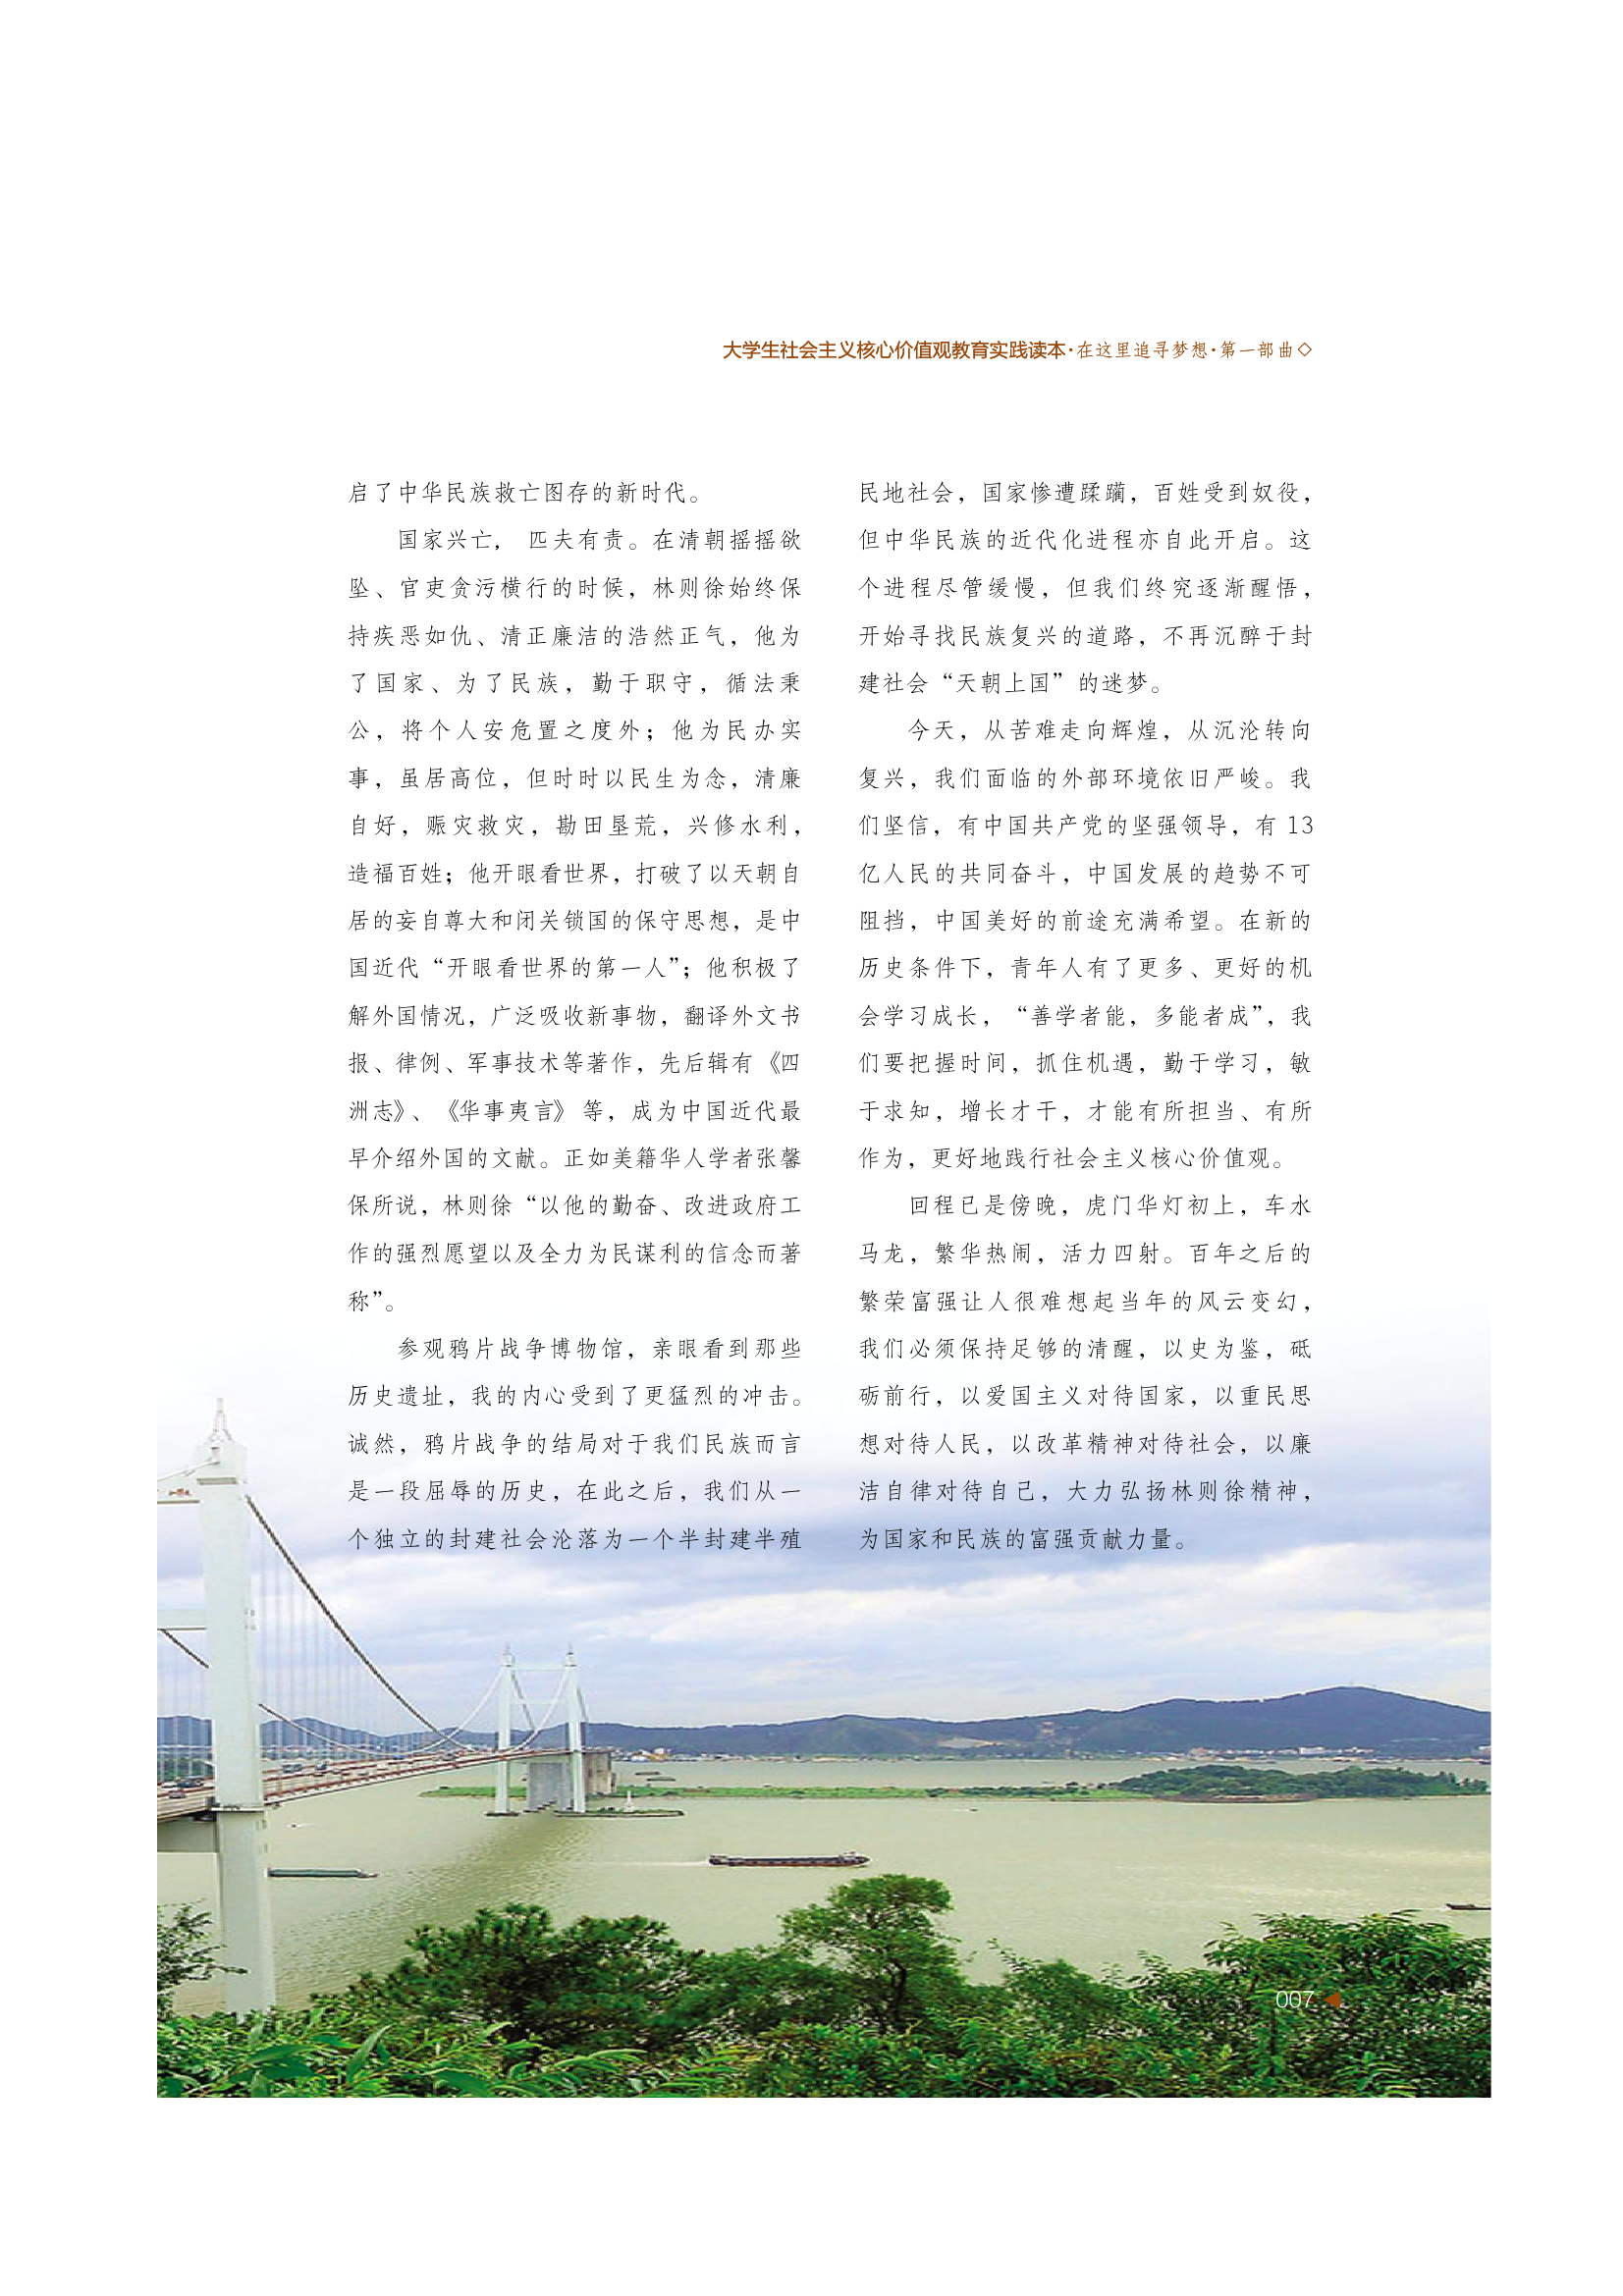 大学生社会主义核心价值观教育实践读本·在这里追寻梦想·第一部曲◇
启了中华民族救亡图存的新时代。
国家兴亡， 匹夫有责。在清朝摇摇欲
坠、官吏贪污横行的时候，林则徐始终保
持疾恶如仇、清正廉洁的浩然正气，他为
了国家、为了民族，勤于职守，循法秉
公，将个人安危置之度外；他为民办实
事，虽居高位，但时时以民生为念，清廉
自好，赈灾救灾，勘田垦荒，兴修水利，
造福百姓；他开眼看世界，打破了以天朝自
居的妄自尊大和闭关锁国的保守思想，是中
国近代“开眼看世界的第一人”；他积极了
解外国情况，广泛吸收新事物，翻译外文书
报、律例、军事技术等著作，先后辑有《四
洲志》、《华事夷言》等，成为中国近代最
早介绍外国的文献。正如美籍华人学者张馨
保所说，林则徐“以他的勤奋、改进政府工
作的强烈愿望以及全力为民谋利的信念而著
称”。
参观鸦片战争博物馆，亲眼看到那些
历史遗址，我的内心受到了更猛烈的冲击。
诚然，鸦片战争的结局对于我们民族而言
是一段屈辱的历史，在此之后，我们从一
个独立的封建社会沦落为一个半封建半殖
民地社会，国家惨遭蹂躏，百姓受到奴役，
但中华民族的近代化进程亦自此开启。这
个进程尽管缓慢，但我们终究逐渐醒悟，
开始寻找民族复兴的道路，不再沉醉于封
建社会“天朝上国”的迷梦。
今天，从苦难走向辉煌，从沉沦转向
复兴，我们面临的外部环境依旧严峻。我
们坚信，有中国共产党的坚强领导，有 13
亿人民的共同奋斗，中国发展的趋势不可
阻挡，中国美好的前途充满希望。在新的
历史条件下，青年人有了更多、更好的机
会学习成长，“善学者能，多能者成”，我
们要把握时间，抓住机遇，勤于学习，敏
于求知，增长才干，才能有所担当、有所
作为，更好地践行社会主义核心价值观。
回程已是傍晚，虎门华灯初上，车水
马龙，繁华热闹，活力四射。百年之后的
繁荣富强让人很难想起当年的风云变幻，
我们必须保持足够的清醒，以史为鉴，砥
砺前行，以爱国主义对待国家，以重民思
想对待人民，以改革精神对待社会，以廉
洁自律对待自己，大力弘扬林则徐精神，
为国家和民族的富强贡献力量。
007